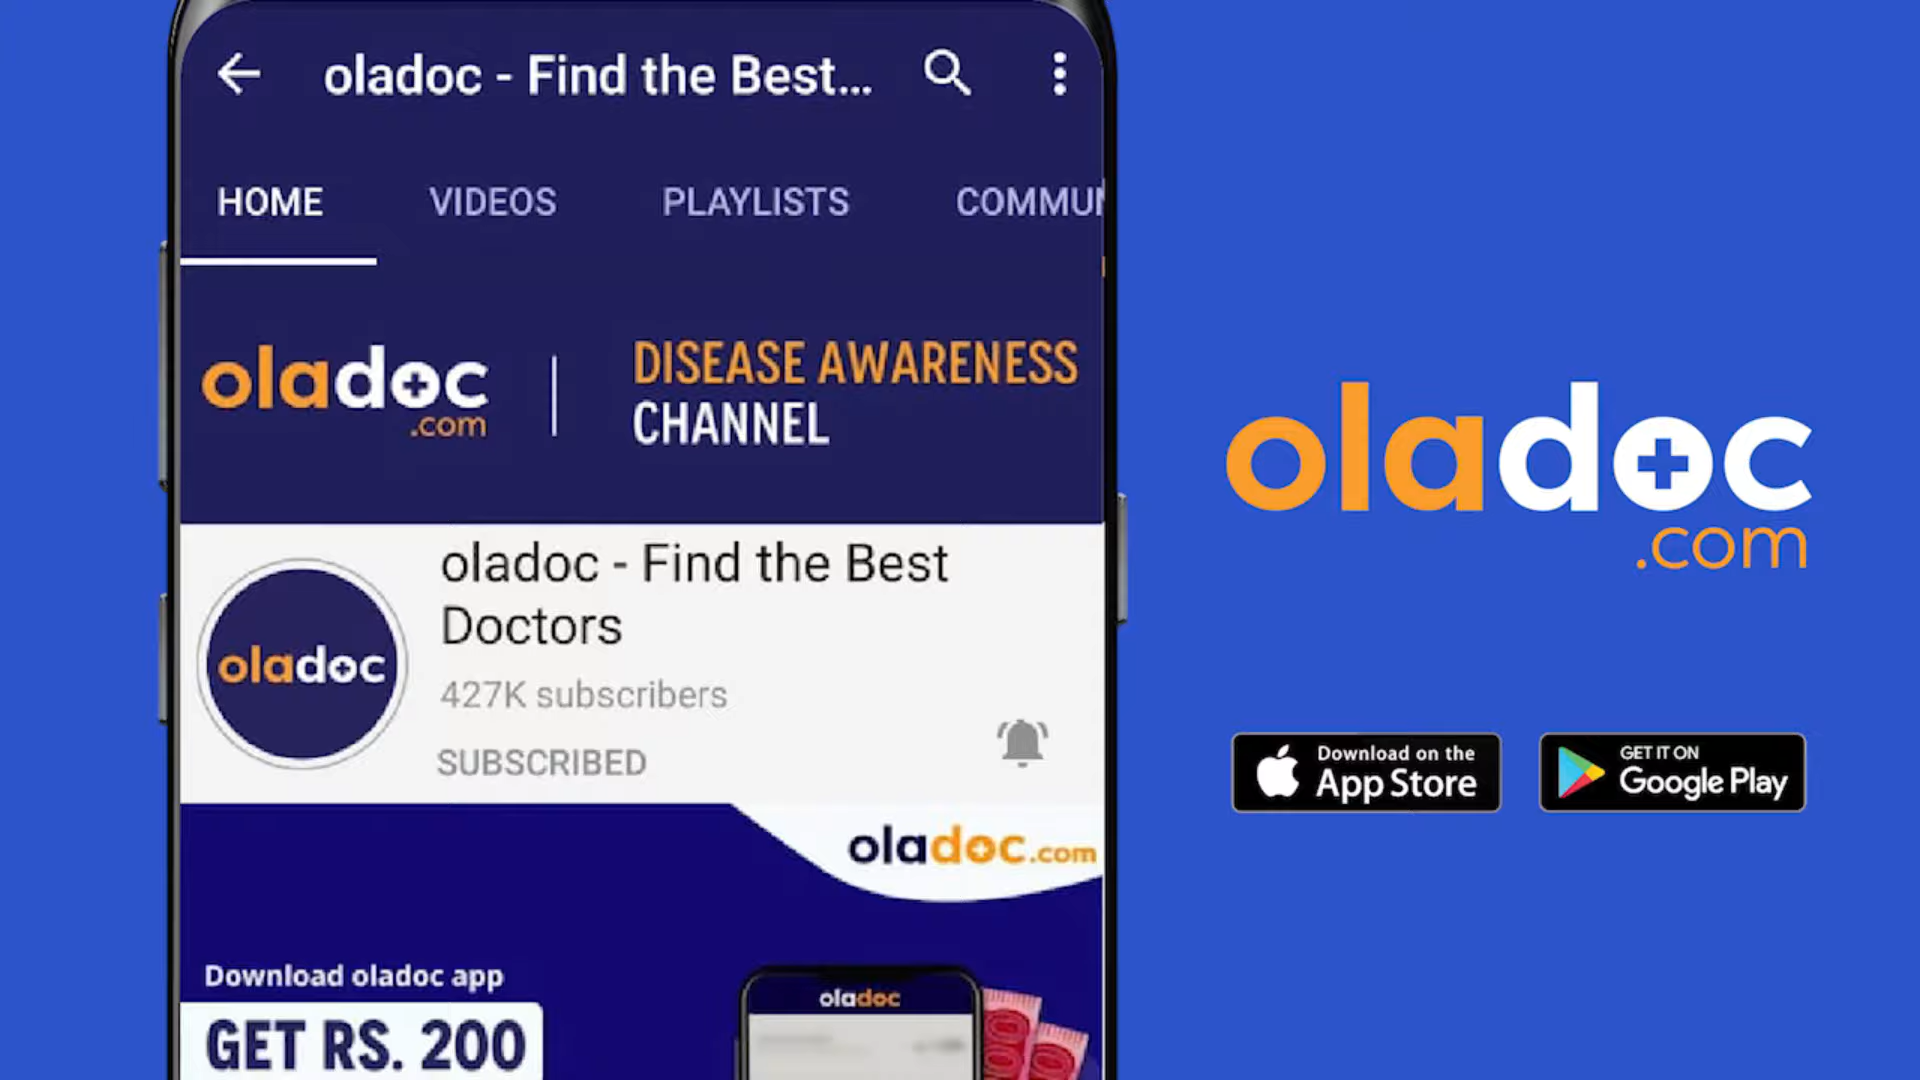 oladoc - Find the Best...
HOME VIDEOS PLAYLISTS COMMUN
oladoc
.com
DISEASE AWARENESS
CHANNEL
oladoc - Find the Best
Doctors
oladoc
427K subscribers
SUBSCRIBED
oladoc.com
Download oladoc app
GET RS. 200
oladoc
oladoc
.com
Download on the
App Store
GET IT ON
Google Play